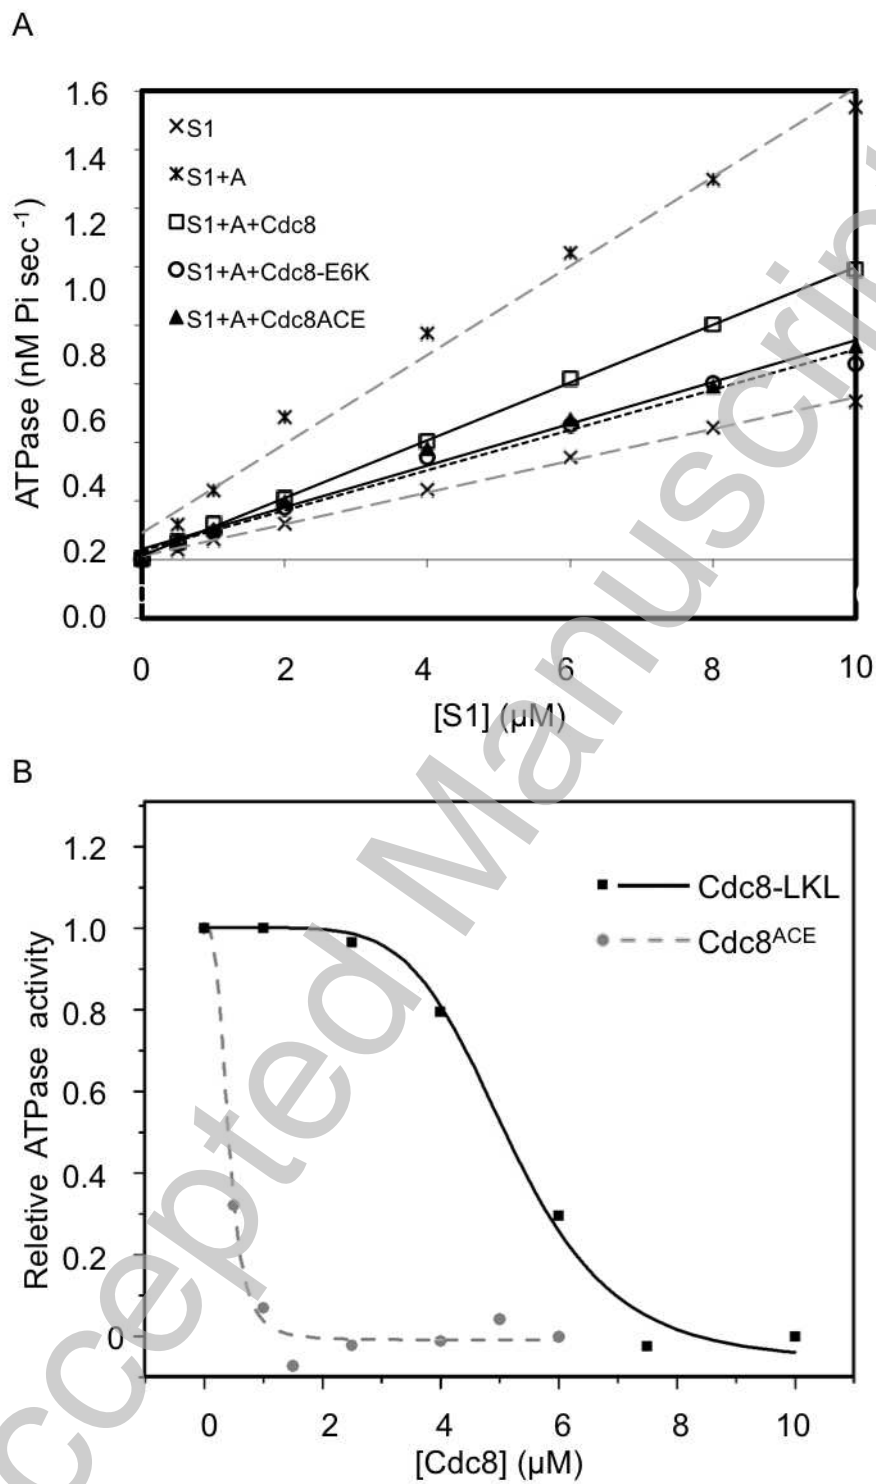 A
1.6
1.4
1.2
1.0
0.8
0.6
0.4
0.2
0.0
ATPase (nM Pi sec -1)
×S1
S1+A
S1+A+Cdc8
S1+A+Cdc8-E6K
S1+A+Cdc8ACE
0 2 4 6 8 10
[S1] (µM)
B
1.2
1.0
0.8
0.6
0.4
0.2
0
Reletive ATPase activity
Cdc8-LKL
Cdc8ACE
0 2 4 6 8 10
[Cdc8] (µM)
ccepted Manuscrip